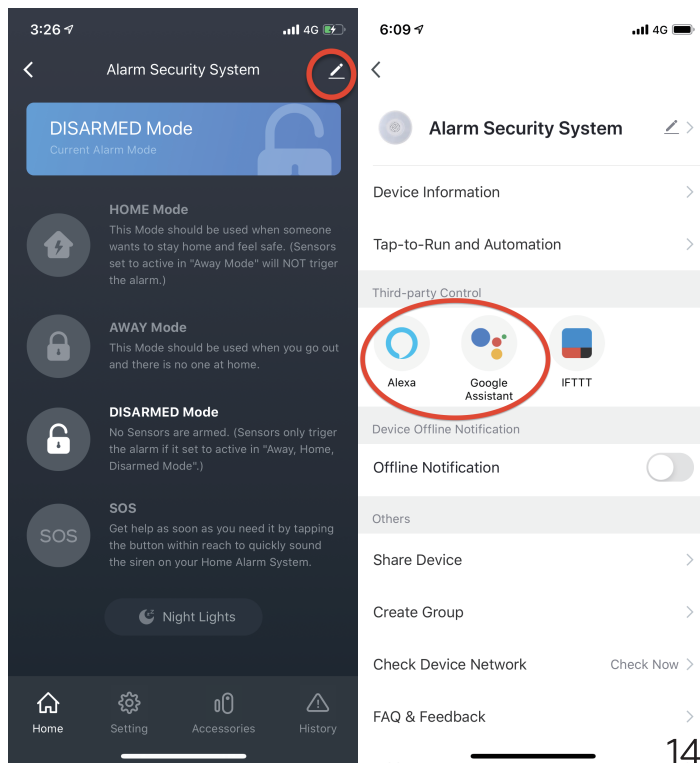 3:26
4G
Alarm Security System
DISARMED Mode
Current Alarm Mode
HOME Mode
This Mode should be used when someone
wants to stay home and feel safe. (Sensors
set to active in "Away Mode" will NOT triger
the alarm.)
AWAY Mode
This Mode should be used when you go out
and there is no one at home.
DISARMED Mode
No Sensors are armed. (Sensors only triger
the alarm if it set to active in "Away, Home,
Disarmed Mode".)
SOS
SOS
Get help as soon as you need it by tapping
the button within reach to quickly sound
the siren on your Home Alarm System.
Night Lights
Home
Setting
Accessories
History
6:09
4G
Alarm Security System
Device Information
Tap-to-Run and Automation
Third-party Control
Alexa
Google
Assistant
IFTTT
Device Offline Notification
Offline Notification
Others
Share Device
Create Group
Check Device Network
Check Now
FAQ & Feedback
14